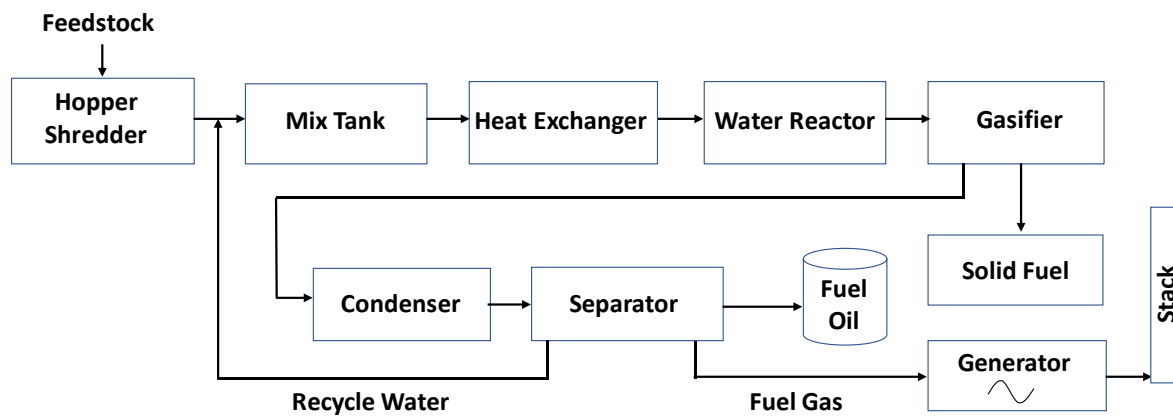 Feedstock
Hopper
Shredder
Mix Tank
Heat Exchanger
Water Reactor
Gasifier
Solid Fuel
Stack
Condenser
Separator
Fuel
Oil
Generator
Recycle Water
Fuel Gas